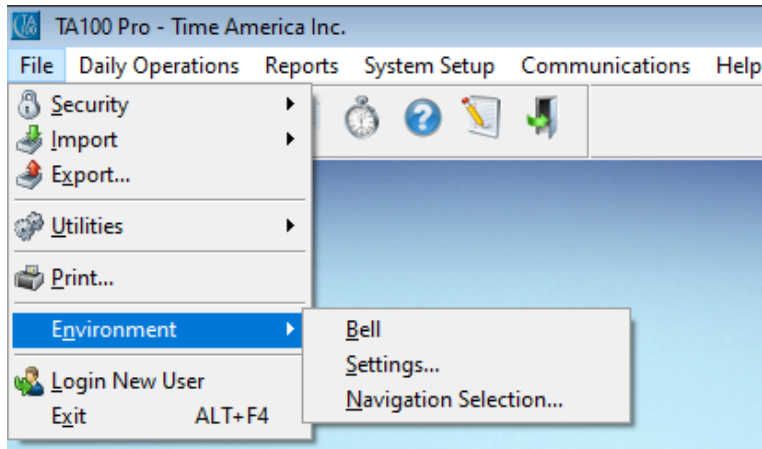 TA100 Pro - Time America Inc.
File Daily Operations Reports System Setup Communications Help
Security
Import
Export...
Utilities
Print...
Environment
Bell
Settings...
Navigation Selection...
Login New User
Exit ALT+F4